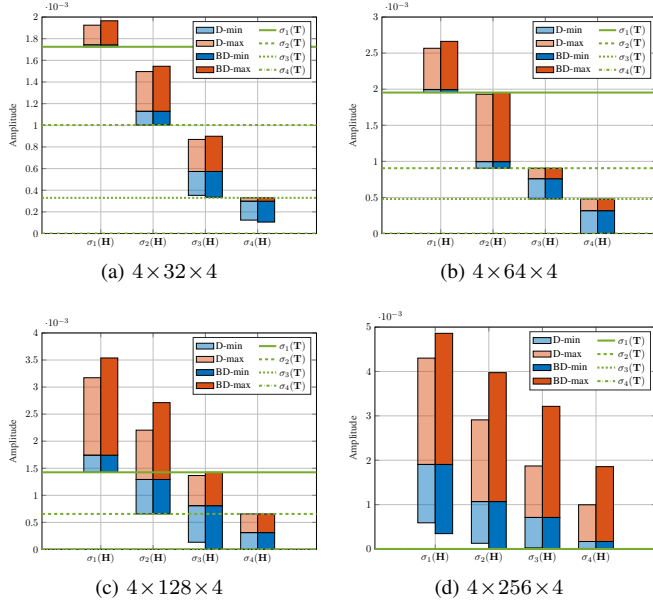 ·10⁻³
2
1.8
1.6
1.4
1.2
1
0.8
0.6
0.4
0.2
0
Amplitude
D-min
D-max
BD-min
BD-max
σ₁(T)
σ₂(T)
σ₃(T)
σ₄(T)
σ₁(H) σ₂(H) σ₃(H) σ₄(H)
(a) 4×32×4
·10⁻³
3
2.5
2
1.5
1
0.5
0
Amplitude
D-min
D-max
BD-min
BD-max
σ₁(T)
σ₂(T)
σ₃(T)
σ₄(T)
σ₁(H) σ₂(H) σ₃(H) σ₄(H)
(b) 4×64×4
·10⁻³
4
3.5
3
2.5
2
1.5
1
0.5
0
Amplitude
D-min
D-max
BD-min
BD-max
σ₁(T)
σ₂(T)
σ₃(T)
σ₄(T)
σ₁(H) σ₂(H) σ₃(H) σ₄(H)
(c) 4×128×4
·10⁻³
5
4
3
2
1
0
Amplitude
D-min
D-max
BD-min
BD-max
σ₁(T)
σ₂(T)
σ₃(T)
σ₄(T)
σ₁(H) σ₂(H) σ₃(H) σ₄(H)
(d) 4×256×4